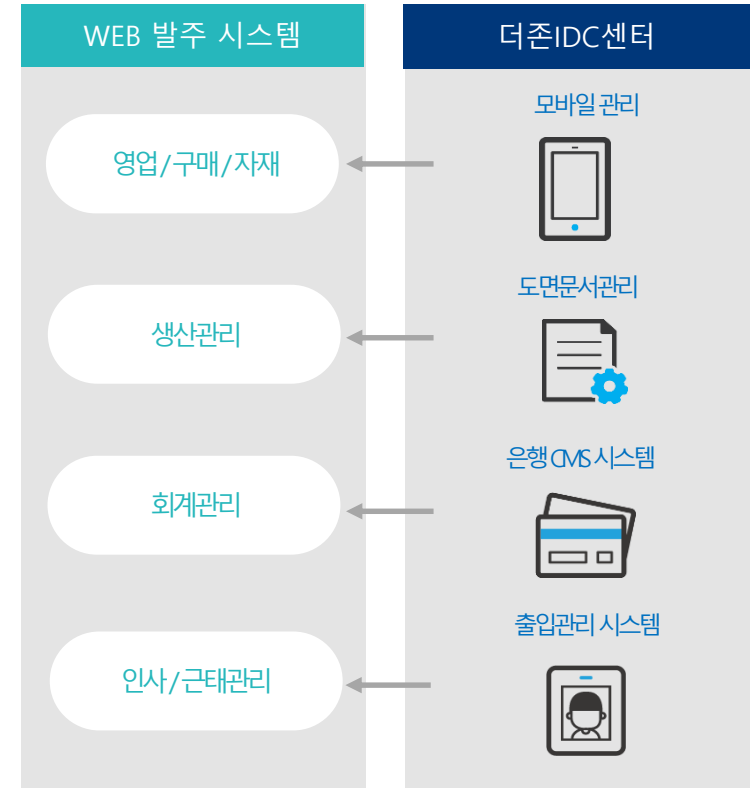 WEB 발주 시스템
더존IDC센터
모바일 관리
영업/구매/자재
도면문서관리
생산관리
은행 CMS 시스템
회계관리
출입관리 시스템
인사/근태관리